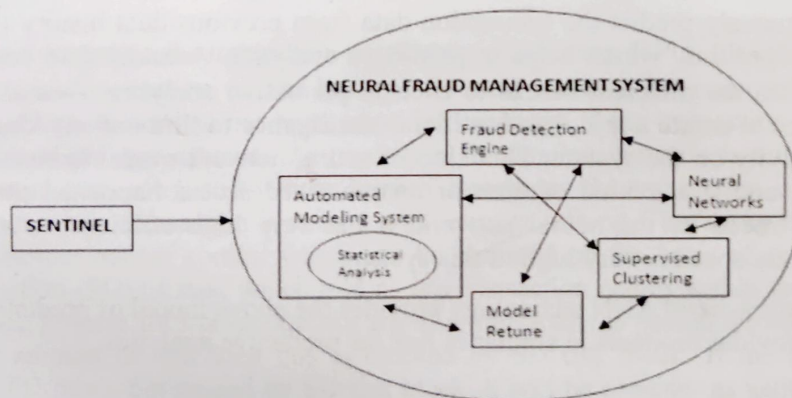 NEURAL FRAUD MANAGEMENT SYSTEM
Fraud Detection
Engine
Neural
Networks
Automated
Modeling System
SENTINEL
Statistical
Analysis
Supervised
Clustering
Model
Retune